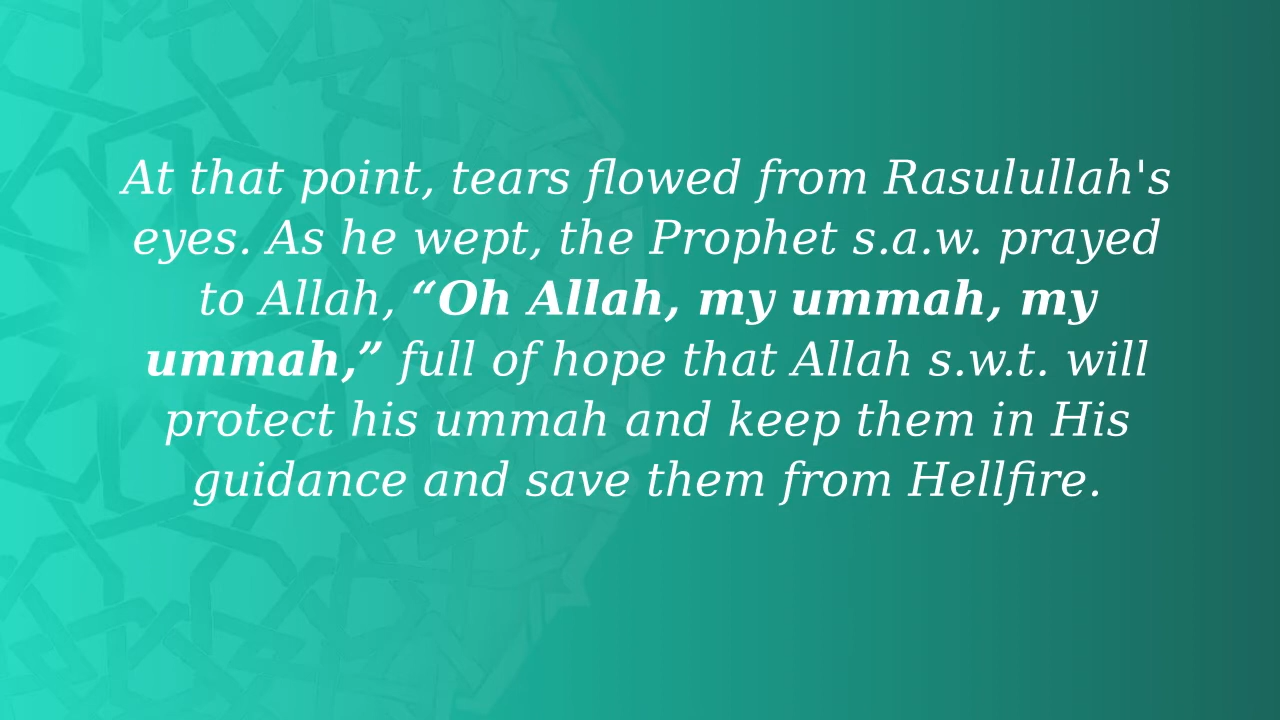 At that point, tears flowed from Rasulullah's
eyes. As he wept, the Prophet s.a.w. prayed
to Allah, “Oh Allah, my ummah, my
ummah,” full of hope that Allah s.w.t. will
protect his ummah and keep them in His
guidance and save them from Hellfire.